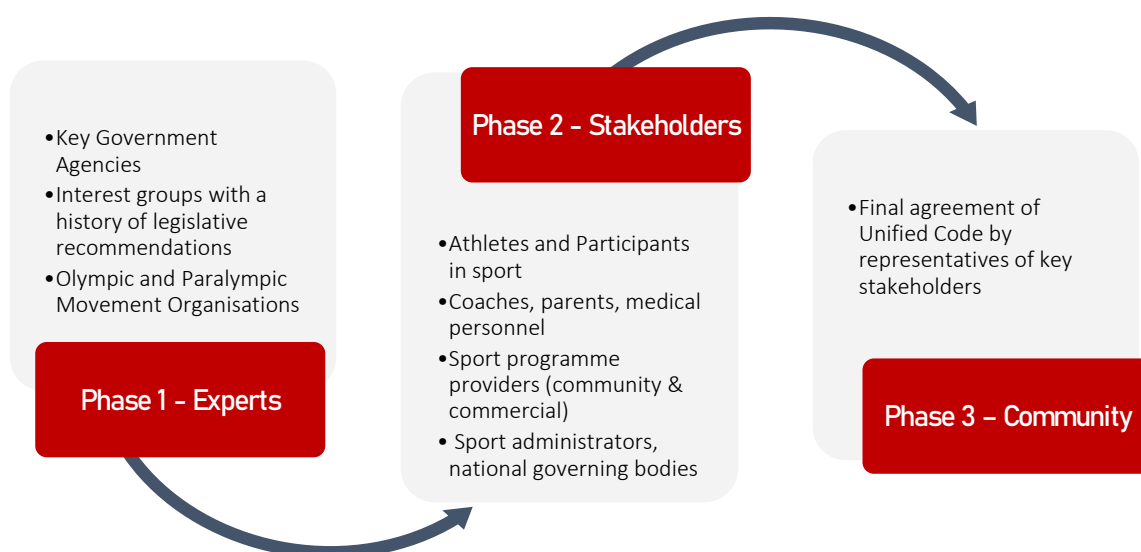 •Key Government
Agencies
•Interest groups with a
history of legislative
recommendations
•Olympic and Paralympic
Movement Organisations
Phase 1 - Experts
Phase 2 - Stakeholders
•Athletes and Participants
in sport
•Coaches, parents, medical
personnel
•Sport programme
providers (community &
commercial)
• Sport administrators,
national governing bodies
•Final agreement of
Unified Code by
representatives of key
stakeholders
Phase 3 – Community